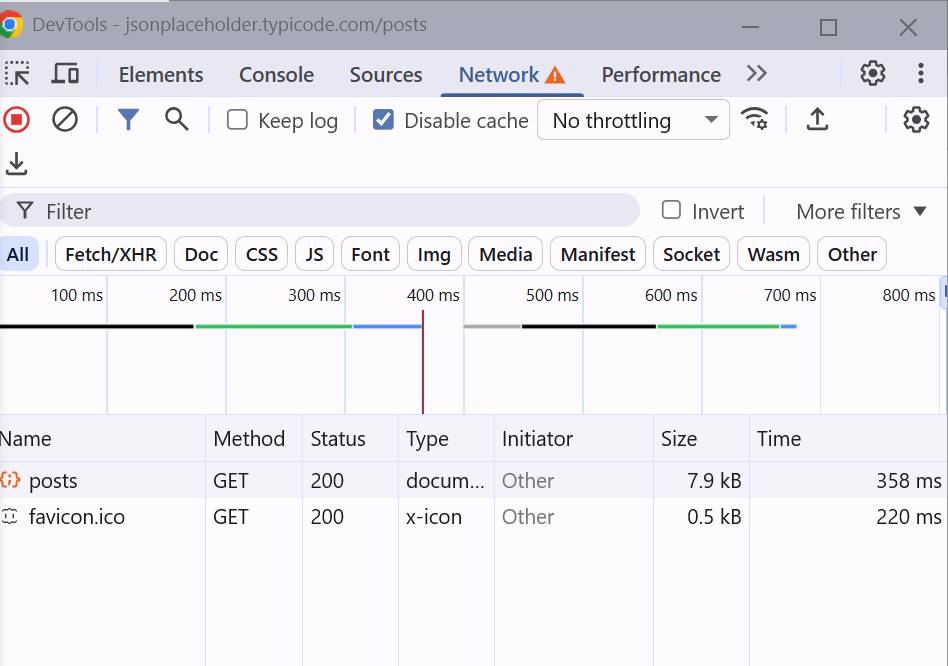 DevTools - jsonplaceholder.typicode.com/posts
Elements Console Sources Network Performance
Keep log Disable cache No throttling
Filter Invert More filters
All Fetch/XHR Doc CSS JS Font Img Media Manifest Socket Wasm Other
100 ms 200 ms 300 ms 400 ms 500 ms 600 ms 700 ms 800 ms
Name Method Status Type Initiator Size Time
posts GET 200 docum... Other 7.9 kB 358 ms
favicon.ico GET 200 x-icon Other 0.5 kB 220 ms